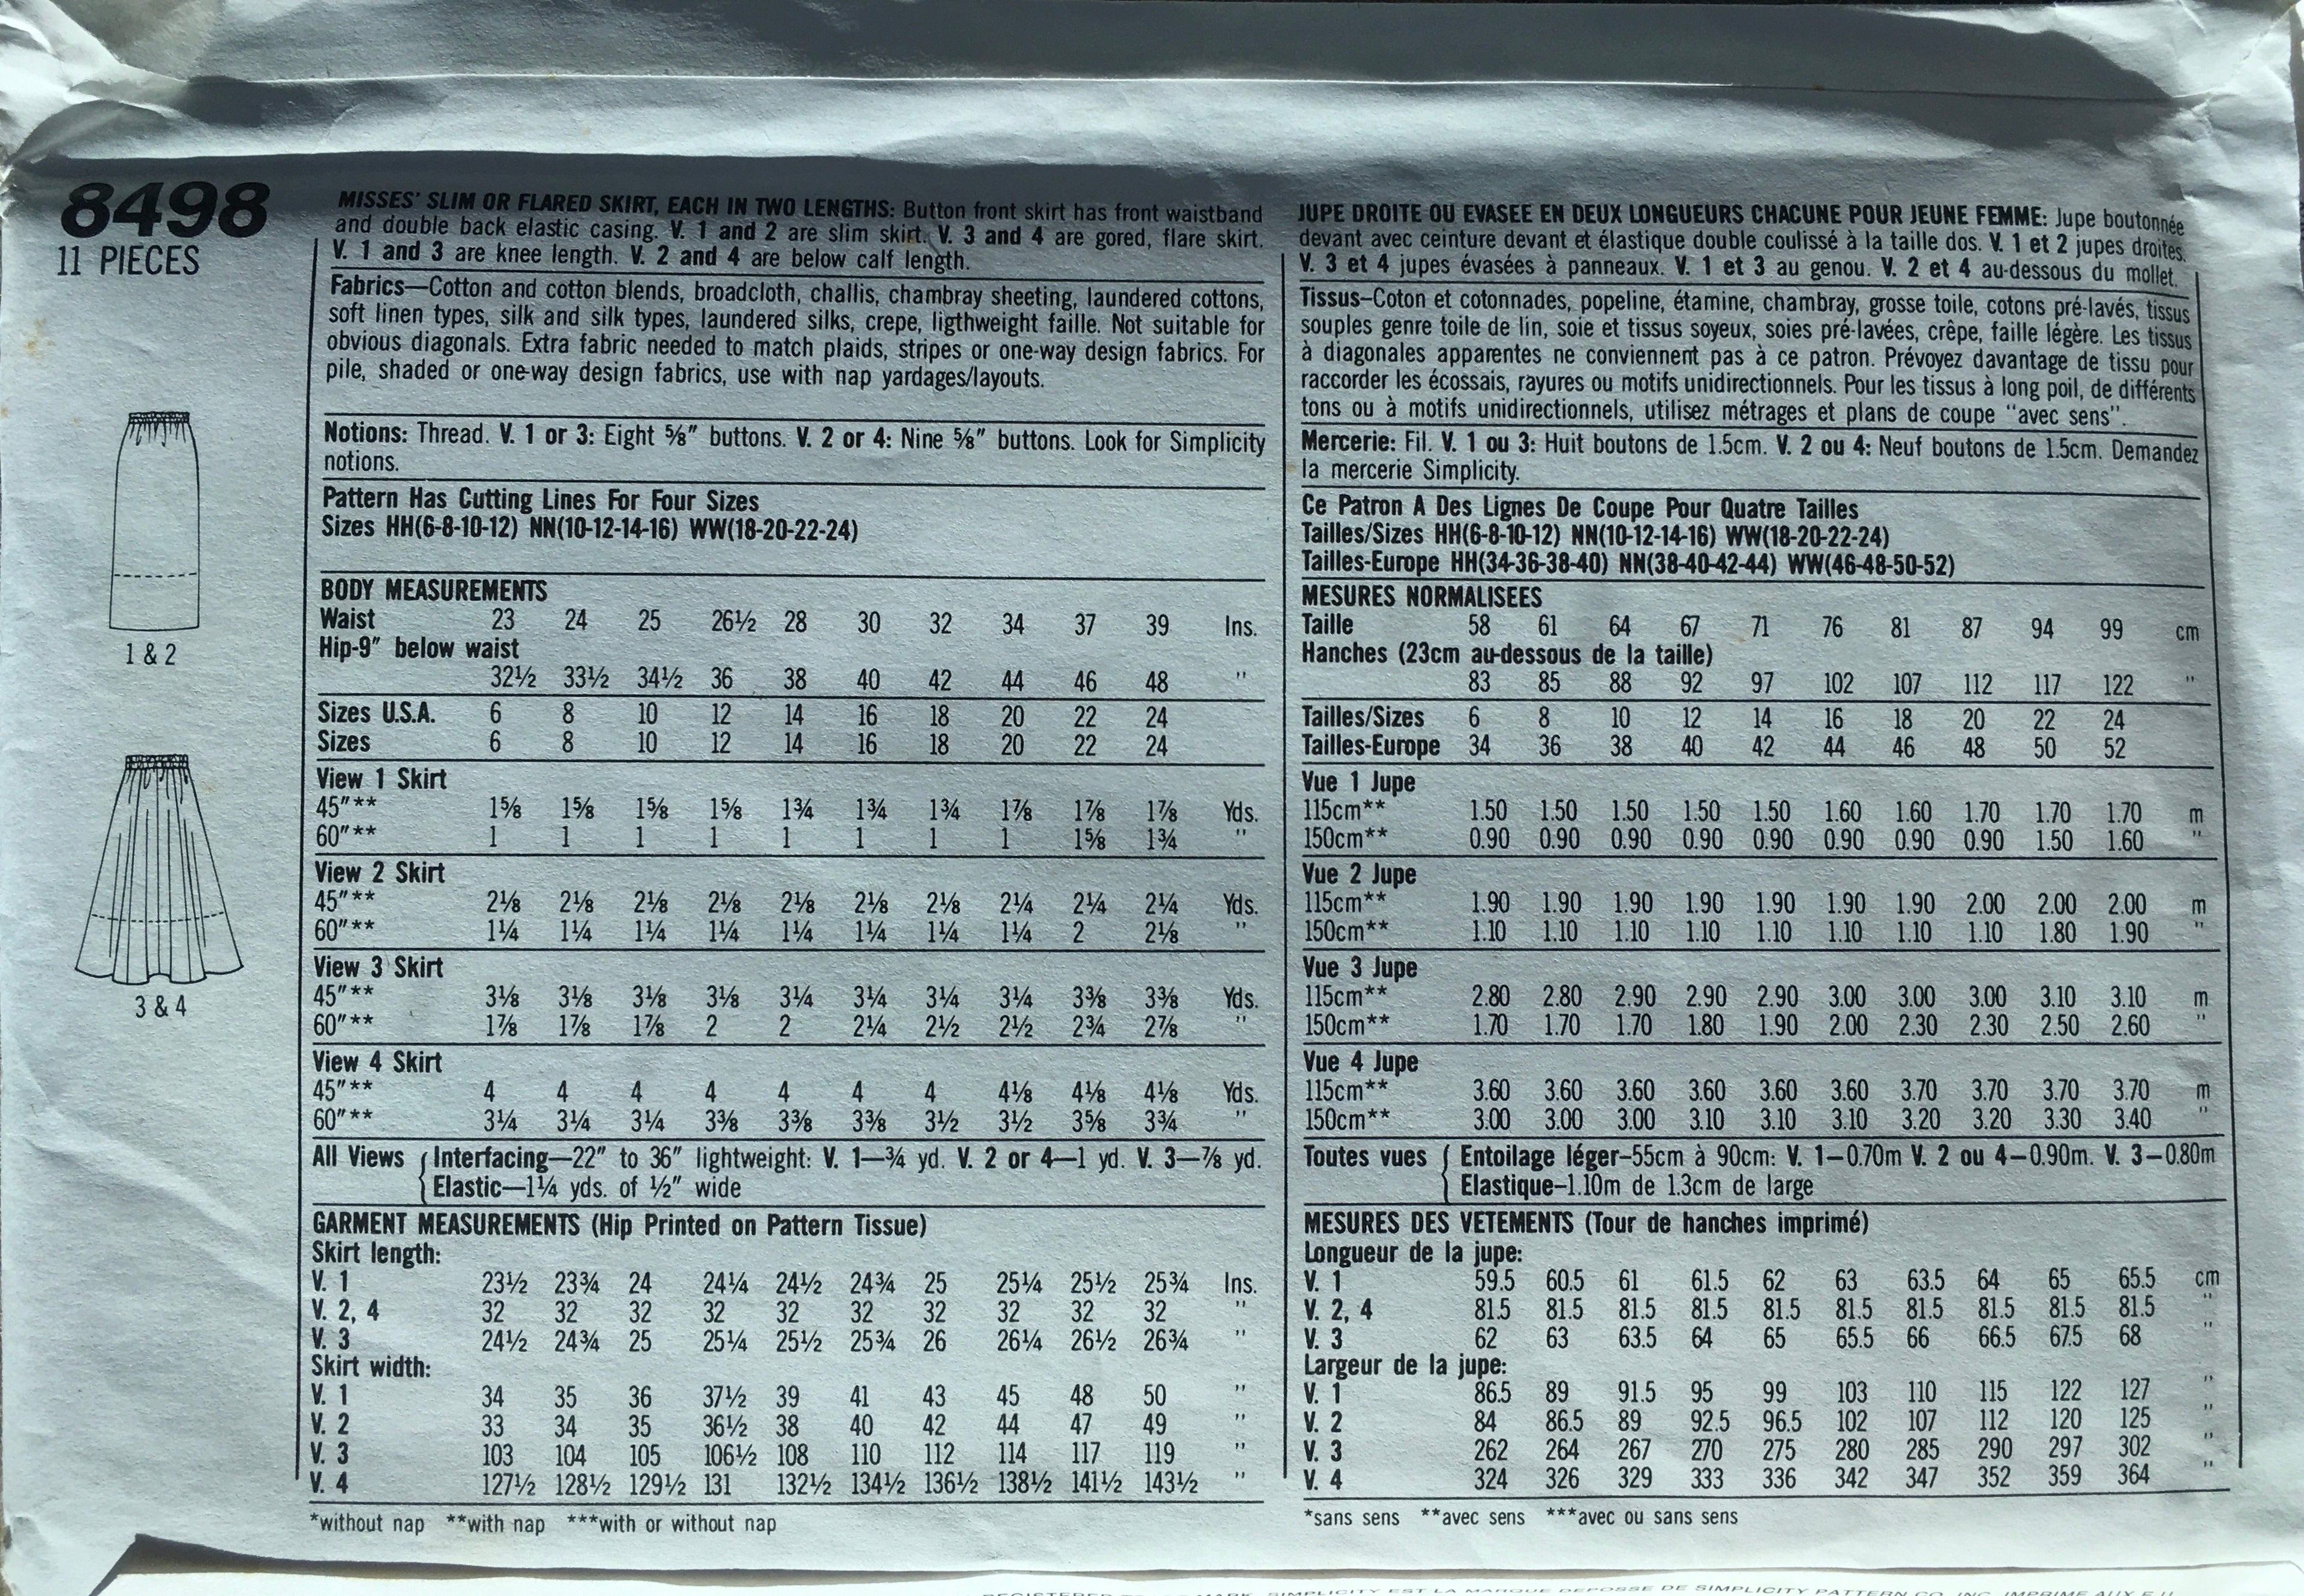 8498
11 PIECES
1 & 2
3 & 4
MISSES' SLIM OR FLARED SKIRT, EACH IN TWO LENGTHS: Button front skirt has front waistband
and double back elastic casing. V. 1 and 2 are slim skirt. V. 3 and 4 are gored, flare skirt.
V. 1 and 3 are knee length. V. 2 and 4 are below calf length.
Fabrics—Cotton and cotton blends, broadcloth, challis, chambray sheeting, laundered cottons,
soft linen types, silk and silk types, laundered silks, crepe, ligthweight faille. Not suitable for
obvious diagonals. Extra fabric needed to match plaids, stripes or one-way design fabrics. For
pile, shaded or one-way design fabrics, use with nap yardages/layouts.
Notions: Thread. V. 1 or 3: Eight ⅝" buttons. V. 2 or 4: Nine ⅝" buttons. Look for Simplicity
notions.
Pattern Has Cutting Lines For Four Sizes
Sizes HH(6-8-10-12) NN(10-12-14-16) WW(18-20-22-24)
BODY MEASUREMENTS
Waist 23 24 25 26½ 28 30 32 34 37 39 Ins.
Hip-9" below waist
32½ 33½ 34½ 36 38 40 42 44 46 48 "
Sizes U.S.A. 6 8 10 12 14 16 18 20 22 24
Sizes 6 8 10 12 14 16 18 20 22 24
View 1 Skirt
45"** 1⅝ 1⅝ 1⅝ 1⅝ 1¾ 1¾ 1¾ 1⅞ 1⅞ 1⅞ Yds.
60"** 1 1 1 1 1 1 1 1 1⅝ 1¾ "
View 2 Skirt
45"** 2⅛ 2⅛ 2⅛ 2⅛ 2⅛ 2⅛ 2⅛ 2¼ 2¼ 2¼ Yds.
60"** 1¼ 1¼ 1¼ 1¼ 1¼ 1¼ 1¼ 1¼ 2 2⅛ "
View 3 Skirt
45"** 3⅛ 3⅛ 3⅛ 3⅛ 3¼ 3¼ 3¼ 3¼ 3⅜ 3⅜ Yds.
60"** 1⅞ 1⅞ 1⅞ 2 2 2¼ 2½ 2½ 2¾ 2⅞ "
View 4 Skirt
45"** 4 4 4 4 4 4 4 4⅛ 4⅛ 4⅛ Yds.
60"** 3¼ 3¼ 3¼ 3⅜ 3⅜ 3⅜ 3½ 3½ 3⅝ 3¾ "
All Views { Interfacing—22" to 36" lightweight: V. 1—¾ yd. V. 2 or 4—1 yd. V. 3—⅞ yd.
Elastic—1¼ yds. of ½" wide
GARMENT MEASUREMENTS (Hip Printed on Pattern Tissue)
Skirt length:
V. 1 23½ 23¾ 24 24¼ 24½ 24¾ 25 25¼ 25½ 25¾ Ins.
V. 2, 4 32 32 32 32 32 32 32 32 32 32 "
V. 3 24½ 24¾ 25 25¼ 25½ 25¾ 26 26¼ 26½ 26¾ "
Skirt width:
V. 1 34 35 36 37½ 39 41 43 45 48 50 "
V. 2 33 34 35 36½ 38 40 42 44 47 49 "
V. 3 103 104 105 106½ 108 110 112 114 117 119 "
V. 4 127½ 128½ 129½ 131 132½ 134½ 136½ 138½ 141½ 143½ "
*without nap **with nap ***with or without nap
JUPE DROITE OU EVASEE EN DEUX LONGUEURS CHACUNE POUR JEUNE FEMME: Jupe boutonnée
devant avec ceinture devant et élastique double coulissé à la taille dos. V. 1 et 2 jupes droites.
V. 3 et 4 jupes évasées à panneaux. V. 1 et 3 au genou. V. 2 et 4 au-dessous du mollet.
Tissus—Coton et cotonnades, popeline, étamine, chambray, grosse toile, cotons pré-lavés, tissus
souples genre toile de lin, soie et tissus soyeux, soies pré-lavées, crêpe, faille légère. Les tissus
à diagonales apparentes ne conviennent pas à ce patron. Prévoyez davantage de tissu pour
raccorder les écossais, rayures ou motifs unidirectionnels. Pour les tissus à long poil, de différents
tons ou à motifs unidirectionnels, utilisez métrages et plans de coupe "avec sens".
Mercerie: Fil. V. 1 ou 3: Huit boutons de 1.5cm. V. 2 ou 4: Neuf boutons de 1.5cm. Demandez
la mercerie Simplicity.
Ce Patron A Des Lignes De Coupe Pour Quatre Tailles
Tailles/Sizes HH(6-8-10-12) NN(10-12-14-16) WW(18-20-22-24)
Tailles-Europe HH(34-36-38-40) NN(38-40-42-44) WW(46-48-50-52)
MESURES NORMALISEES
Taille 58 61 64 67 71 76 81 87 94 99 cm
Hanches (23cm au-dessous de la taille)
83 85 88 92 97 102 107 112 117 122 "
Tailles/Sizes 6 8 10 12 14 16 18 20 22 24
Tailles-Europe 34 36 38 40 42 44 46 48 50 52
Vue 1 Jupe
115cm** 1.50 1.50 1.50 1.50 1.50 1.60 1.60 1.70 1.70 1.70 m
150cm** 0.90 0.90 0.90 0.90 0.90 0.90 0.90 0.90 1.50 1.60 "
Vue 2 Jupe
115cm** 1.90 1.90 1.90 1.90 1.90 1.90 1.90 2.00 2.00 2.00 m
150cm** 1.10 1.10 1.10 1.10 1.10 1.10 1.10 1.10 1.80 1.90 "
Vue 3 Jupe
115cm** 2.80 2.80 2.90 2.90 2.90 3.00 3.00 3.00 3.10 3.10 m
150cm** 1.70 1.70 1.70 1.80 1.90 2.00 2.30 2.30 2.50 2.60 "
Vue 4 Jupe
115cm** 3.60 3.60 3.60 3.60 3.60 3.60 3.70 3.70 3.70 3.70 m
150cm** 3.00 3.00 3.00 3.10 3.10 3.10 3.20 3.20 3.30 3.40 "
Toutes vues { Entoilage léger—55cm à 90cm: V. 1—0.70m V. 2 ou 4—0.90m. V. 3—0.80m
Elastique—1.10m de 1.3cm de large
MESURES DES VETEMENTS (Tour de hanches imprimé)
Longueur de la jupe:
V. 1 59.5 60.5 61 61.5 62 63 63.5 64 65 65.5 cm
V. 2, 4 81.5 81.5 81.5 81.5 81.5 81.5 81.5 81.5 81.5 81.5 "
V. 3 62 63 63.5 64 65 65.5 66 66.5 67.5 68 "
Largeur de la jupe:
V. 1 86.5 89 91.5 95 99 103 110 115 122 127 "
V. 2 84 86.5 89 92.5 96.5 102 107 112 120 125 "
V. 3 262 264 267 270 275 280 285 290 297 302 "
V. 4 324 326 329 333 336 342 347 352 359 364 "
*sans sens **avec sens ***avec ou sans sens
SIMPLICITY EST LA MARQUE DEPOSSE DE SIMPLICITY PATTERN CO. INC.